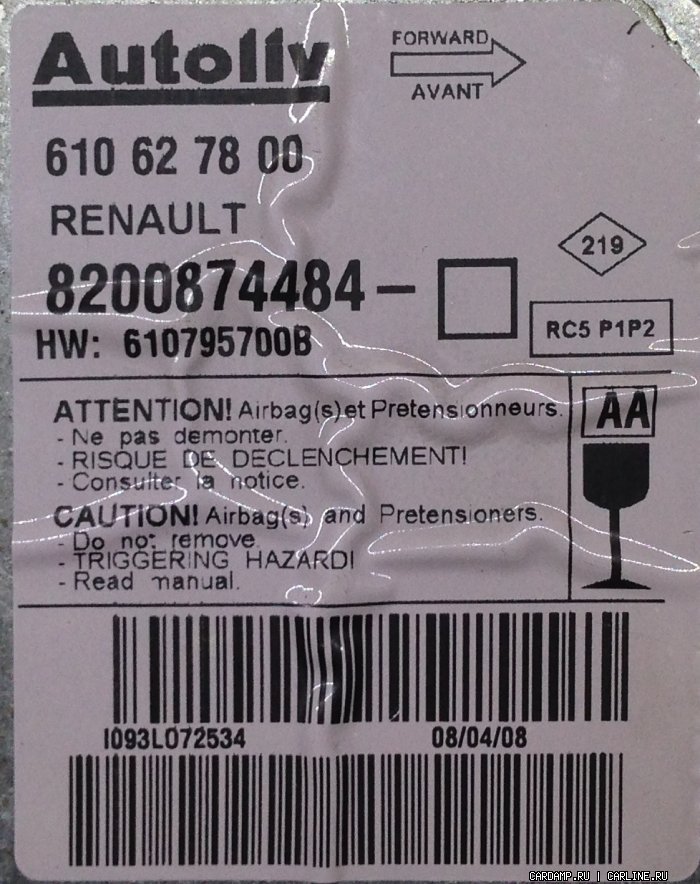 Autoliv
FORWARD
AVANT
610 62 78 00
RENAULT
219
8200874484-
RC5 P1P2
HW: 610795700B
ATTENTION! Airbag(s)et Pretensionneurs.
- Ne pas demonter.
- RISQUE DE DECLENCHEMENT!
- Consulter la notice.
AA
CAUTION! Airbag(s) and Pretensioners.
- Do not remove
- TRIGGERING HAZARD!
- Read manual.
I093L072534
08/04/08
CARDAMP.RU | CARLINE.RU